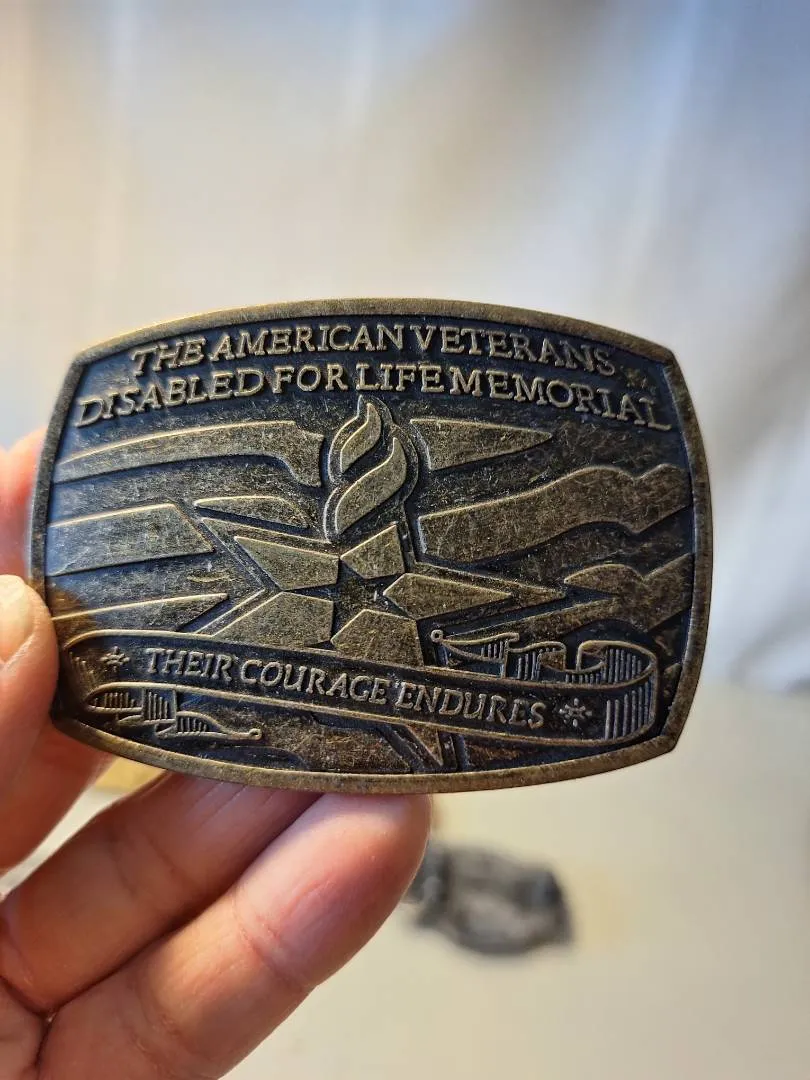 THE AMERICAN VETERANS
DISABLED FOR LIFE MEMORIAL
THEIR COURAGE ENDURES